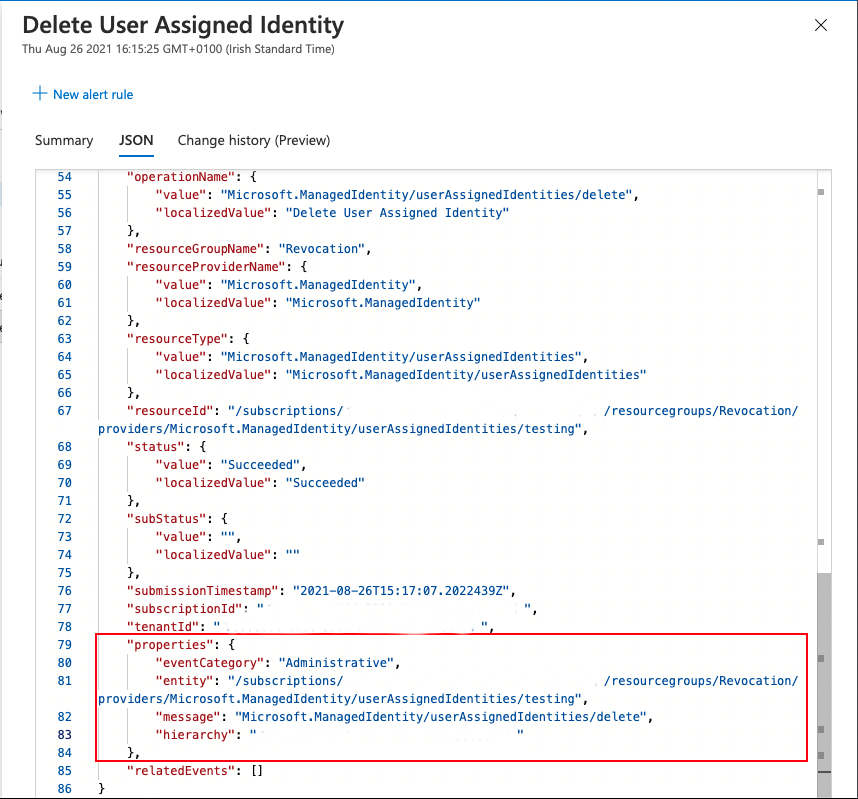 Delete User Assigned Identity
Thu Aug 26 2021 16:15:25 GMT+0100 (Irish Standard Time)
New alert rule
Summary JSON Change history (Preview)
54 "operationName": {
55 "value": "Microsoft.ManagedIdentity/userAssignedIdentities/delete",
56 "localizedValue": "Delete User Assigned Identity"
57 },
58 "resourceGroupName": "Revocation",
59 "resourceProviderName": {
60 "value": "Microsoft.ManagedIdentity",
61 "localizedValue": "Microsoft.ManagedIdentity"
62 },
63 "resourceType": {
64 "value": "Microsoft.ManagedIdentity/userAssignedIdentities",
65 "localizedValue": "Microsoft.ManagedIdentity/userAssignedIdentities"
66 },
67 "resourceId": "/subscriptions/ /resourcegroups/Revocation/
providers/Microsoft.ManagedIdentity/userAssignedIdentities/testing",
68 "status": {
69 "value": "Succeeded",
70 "localizedValue": "Succeeded"
71 },
72 "subStatus": {
73 "value": "",
74 "localizedValue": ""
75 },
76 "submissionTimestamp": "2021-08-26T15:17:07.2022439Z",
77 "subscriptionId": " ",
78 "tenantId": " ",
79 "properties": {
80 "eventCategory": "Administrative",
81 "entity": "/subscriptions/ /resourcegroups/Revocation/
providers/Microsoft.ManagedIdentity/userAssignedIdentities/testing",
82 "message": "Microsoft.ManagedIdentity/userAssignedIdentities/delete",
83 "hierarchy": " "
84 },
85 "relatedEvents": []
86 }